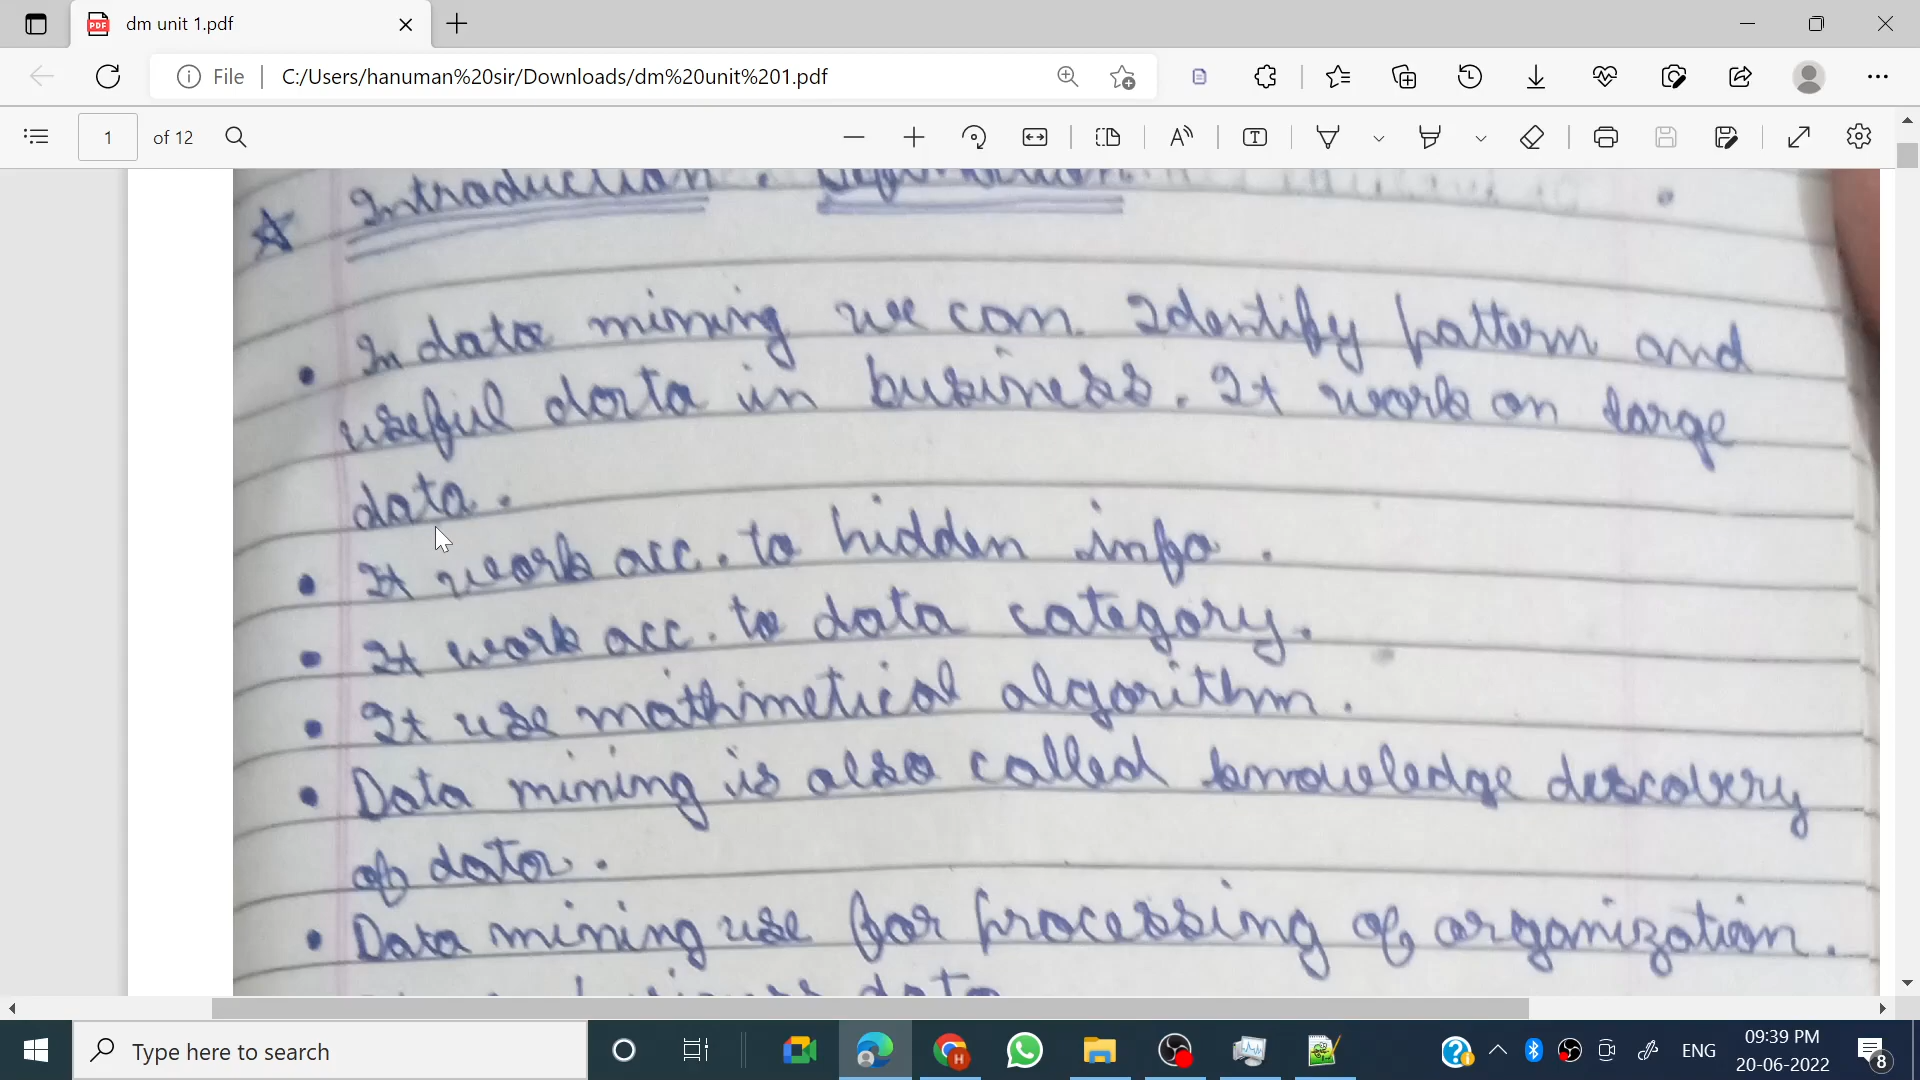 dm unit 1.pdf
File C:/Users/hanuman%20sir/Downloads/dm%20unit%201.pdf
1 of 12
Introduction . Definition
• In data mining we can Identify pattern and
useful data in business. It work on large
data.
• It work acc. to hidden info.
• It work acc. to data category.
• It use mathimetical algorithm.
• Data mining is also called knowledge descovery
of data.
• Data mining use for processing of organization.
data
Type here to search
ENG
09:39 PM
20-06-2022
8